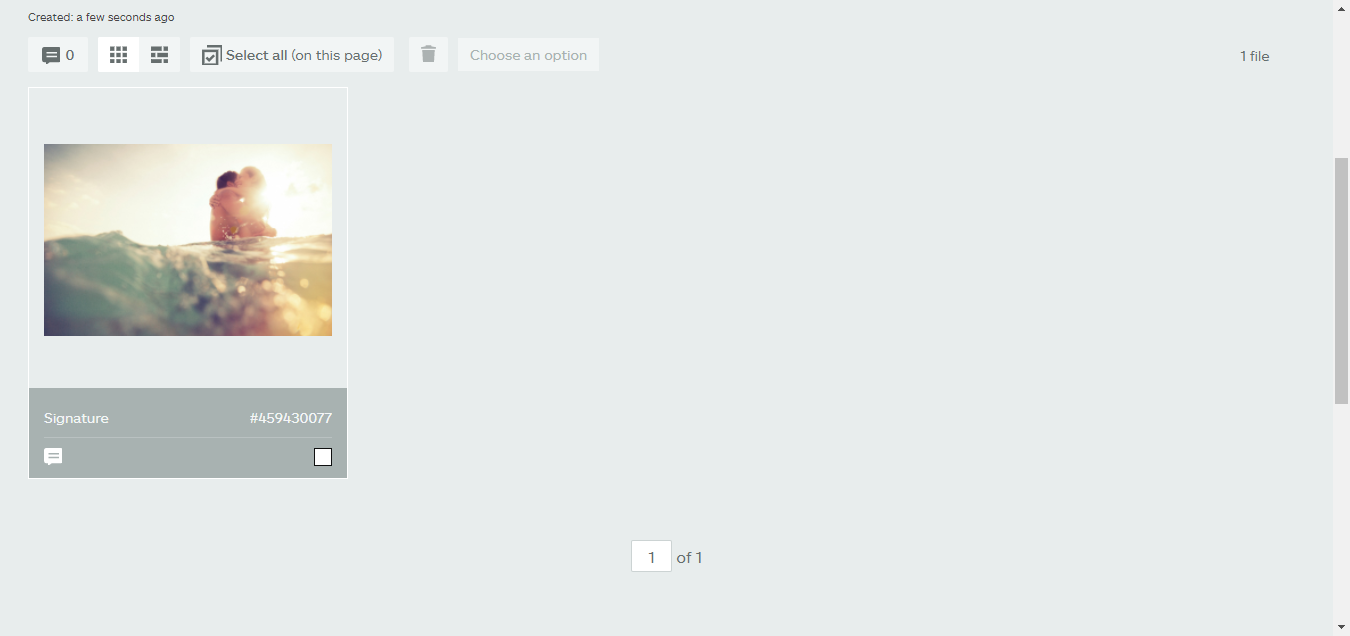 Created: a few seconds ago
0
Select all (on this page)
Choose an option
1 file
Signature
#459430077
1 of 1